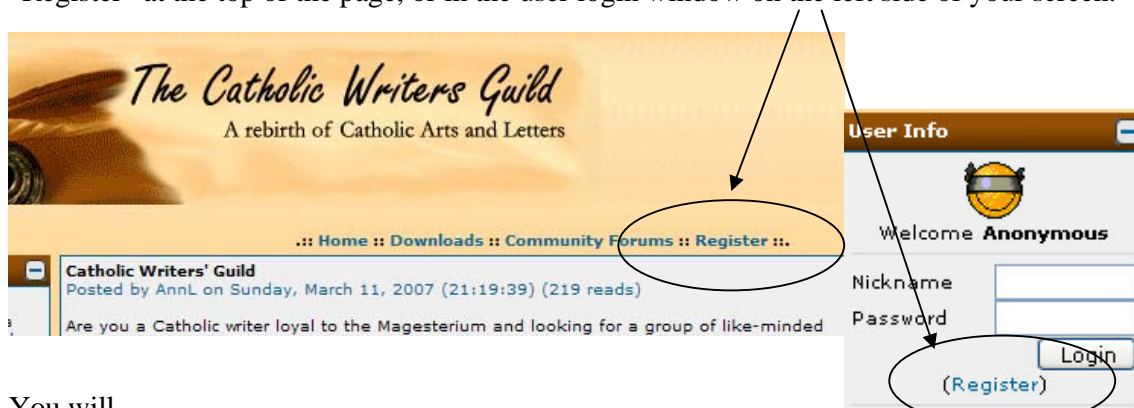 "Register" at the top of the page, or in the user login window on the left side of your screen.
The Catholic Writers Guild
A rebirth of Catholic Arts and Letters
.:: Home :: Downloads :: Community Forums :: Register ::.
Catholic Writers' Guild
Posted by AnnL on Sunday, March 11, 2007 (21:19:39) (219 reads)
Are you a Catholic writer loyal to the Magesterium and looking for a group of like-minded
User Info
Welcome Anonymous
Nickname
Password
Login
(Register)
You will